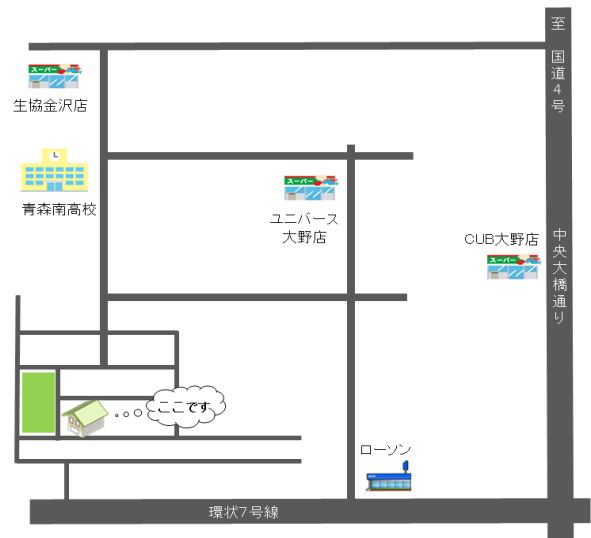 至 国道4号
スーパー
生協金沢店
青森南高校
スーパー
ユニバース
大野店
CUB大野店
スーパー
中央大橋通り
ここです
ローソン
環状7号線